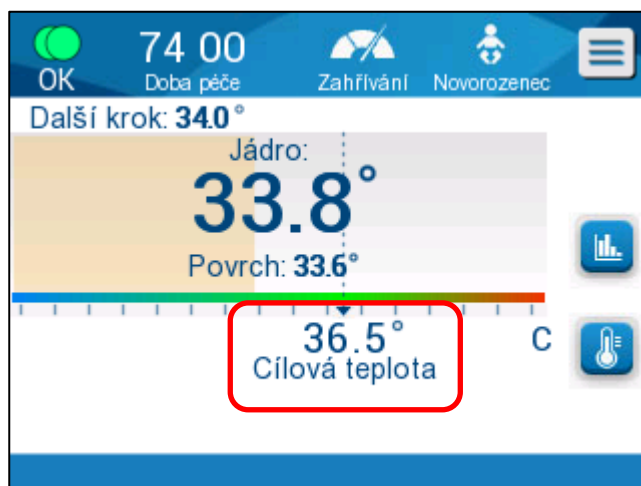 74 00
OK
Doba péče
Zahřívání
Novorozenec
Další krok: 34.0°
Jádro:
33.8°
Povrch: 33.6°
36.5°
C
Cílová teplota